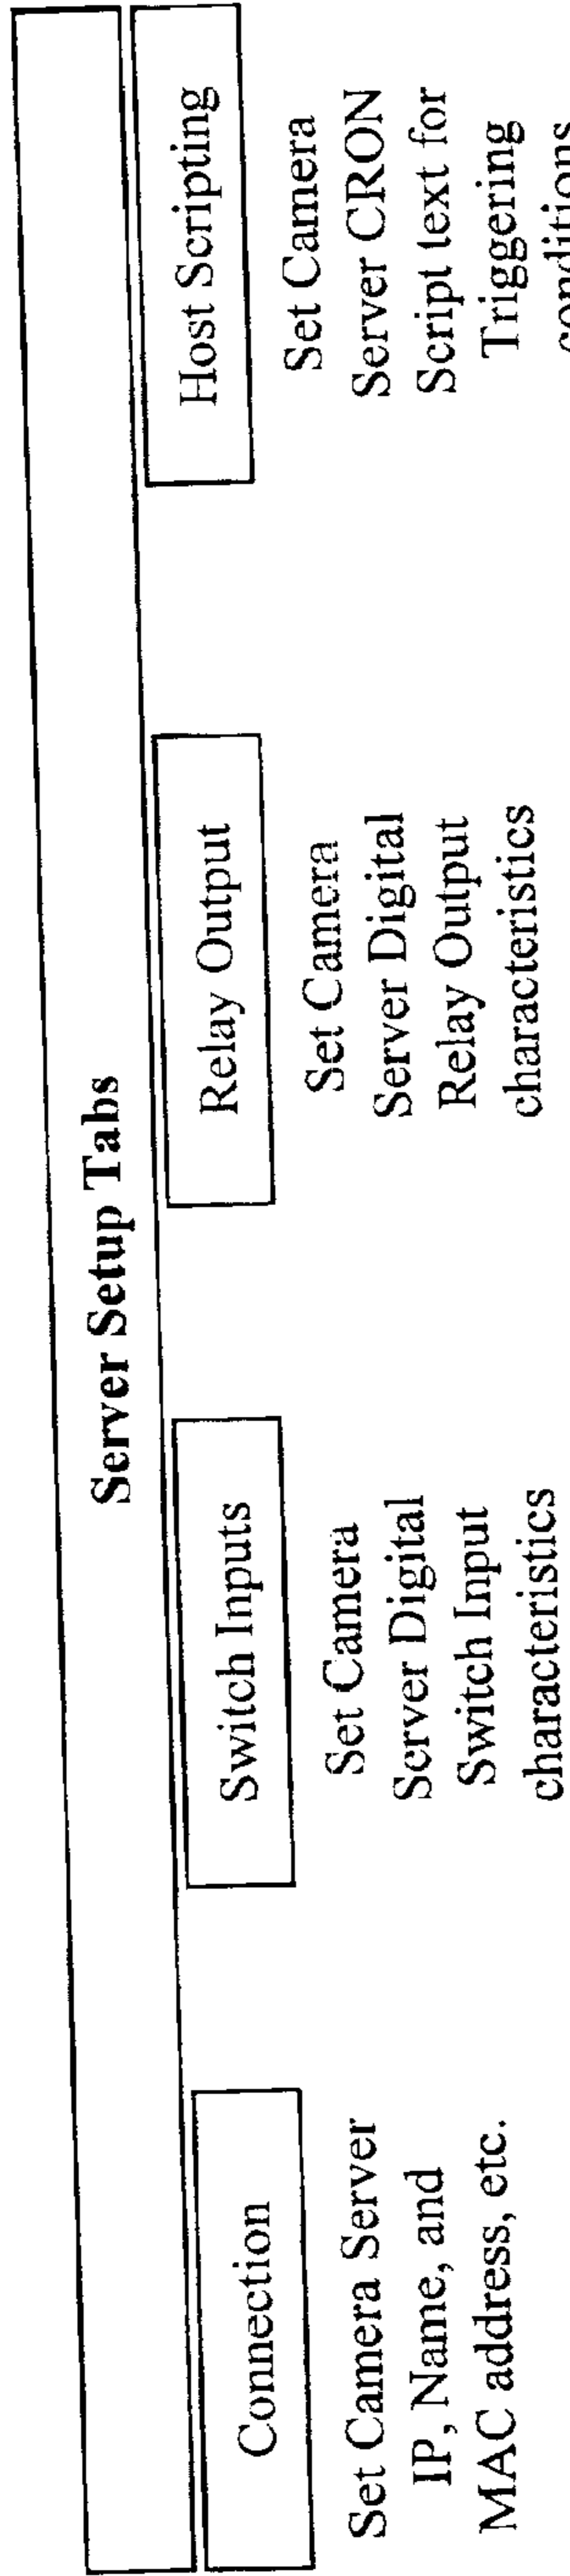 Server Setup Tabs
Connection
Set Camera Server
IP, Name, and
MAC address, etc.
Switch Inputs
Set Camera
Server Digital
Switch Input
characteristics
Relay Output
Set Camera
Server Digital
Relay Output
characteristics
Host Scripting
Set Camera
Server CRON
Script text for
Triggering
conditions